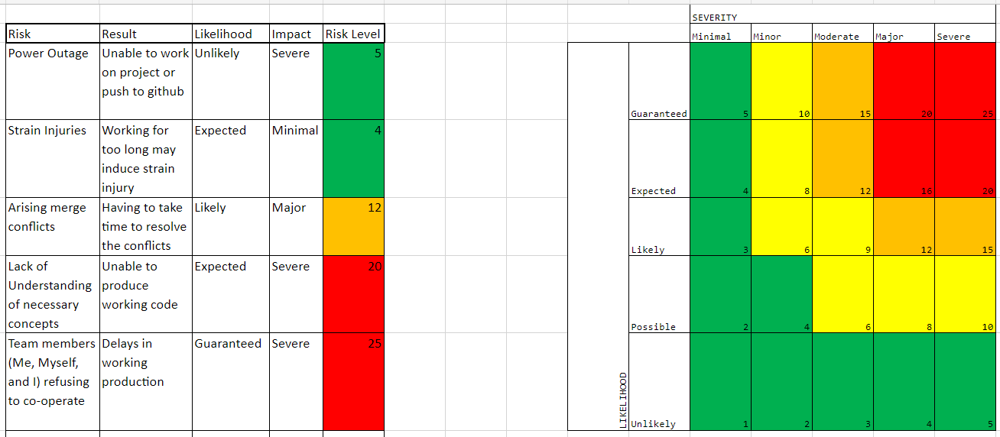 Risk Result Likelihood Impact Risk Level
Power Outage Unable to work Unlikely Severe 5
on project or
push to github
Strain Injuries Working for Expected Minimal 4
too long may
induce strain
injury
Arising merge Having to take Likely Major 12
conflicts time to resolve
the conflicts
Lack of Unable to Expected Severe 20
Understanding produce
of necessary working code
concepts
Team members Delays in Guaranteed Severe 25
(Me, Myself, working
and I) refusing production
to co-operate
SEVERITY
Minimal Minor Moderate Major Severe
Guaranteed 5 10 15 20 25
Expected 4 8 12 16 20
Likely 3 6 9 12 15
Possible 2 4 6 8 10
LIKELIHOOD
Unlikely 1 2 3 4 5